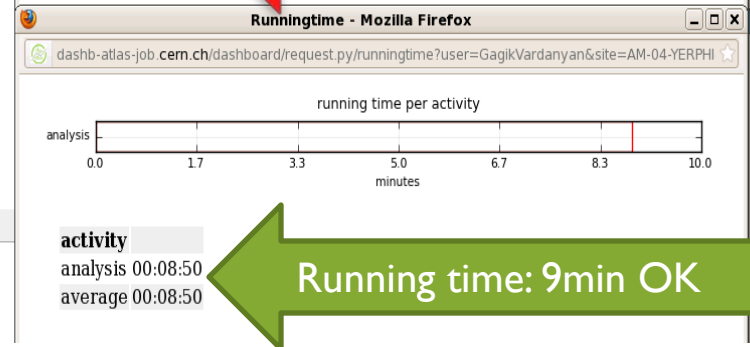 Runningtime - Mozilla Firefox
dashb-atlas-job.cern.ch/dashboard/request.py/runningtime?user=GagikVardanyan&site=AM-04-YERPHI
running time per activity
analysis
0.0 1.7 3.3 5.0 6.7 8.3 10.0
minutes
activity
analysis 00:08:50
average 00:08:50
Running time: 9min OK